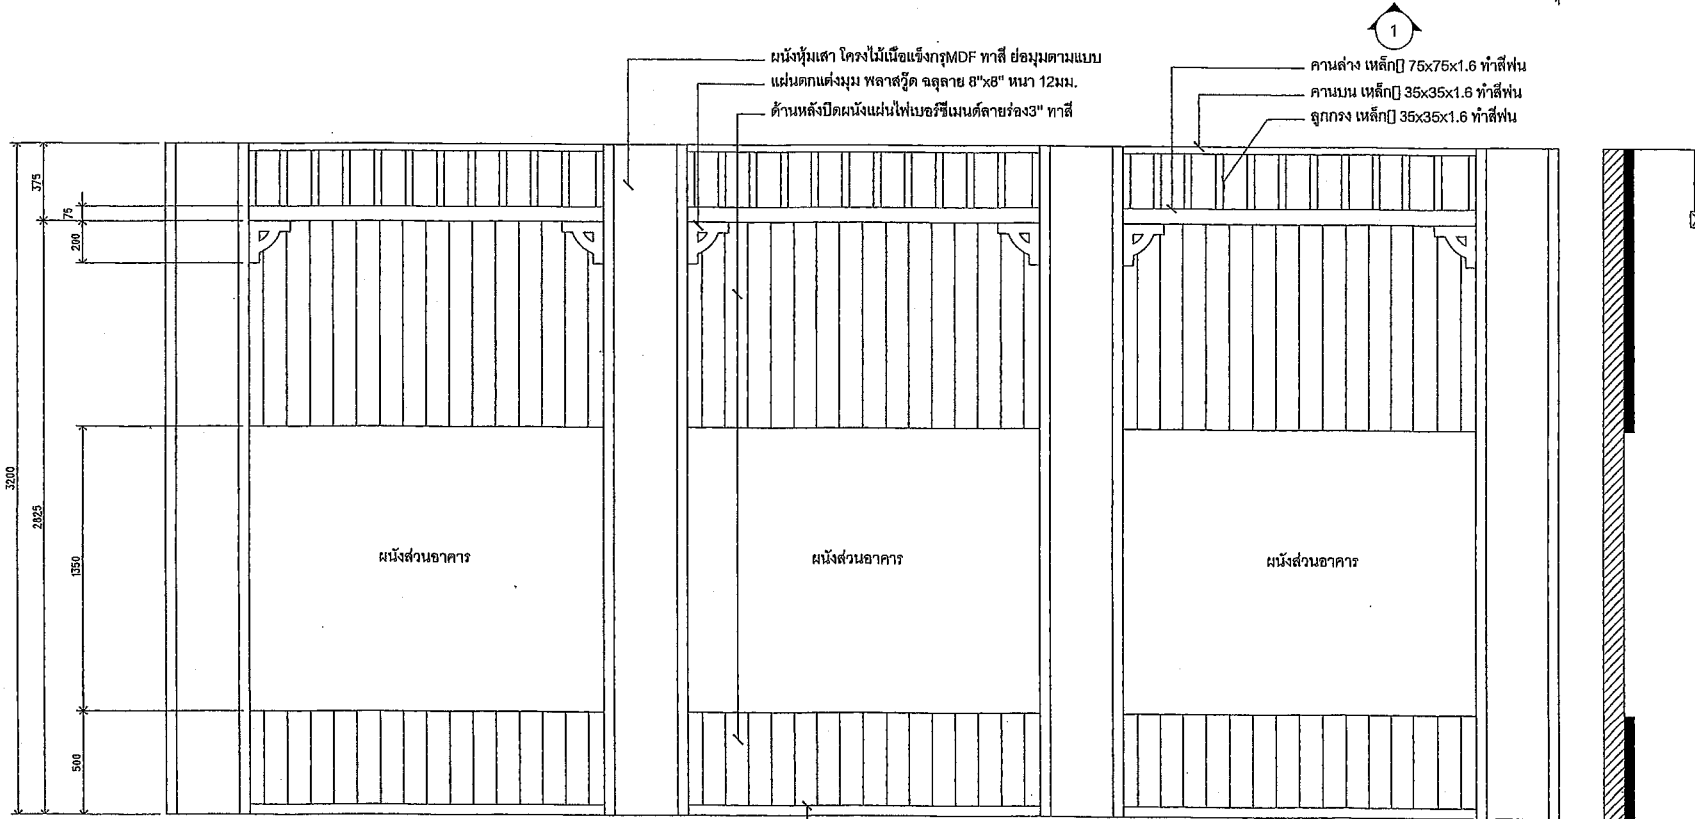 1
ผนังหุ้มเสา โครงไม้เนื้อแข็งกรุMDF ทาสี ย่อมุมตามแบบ
แผ่นตกแต่งมุม พลาสวู๊ด ฉลุลาย 8"x8" หนา 12มม.
ด้านหลังปิดผนังแผ่นไฟเบอร์ซีเมนต์ลายร่อง3" ทาสี
คานล่าง เหล็ก[] 75x75x1.6 ทำสีพ่น
คานบน เหล็ก[] 35x35x1.6 ทำสีพ่น
ลูกกรง เหล็ก[] 35x35x1.6 ทำสีพ่น
375
75
200
3200
2825
1350
500
ผนังส่วนอาคาร
ผนังส่วนอาคาร
ผนังส่วนอาคาร